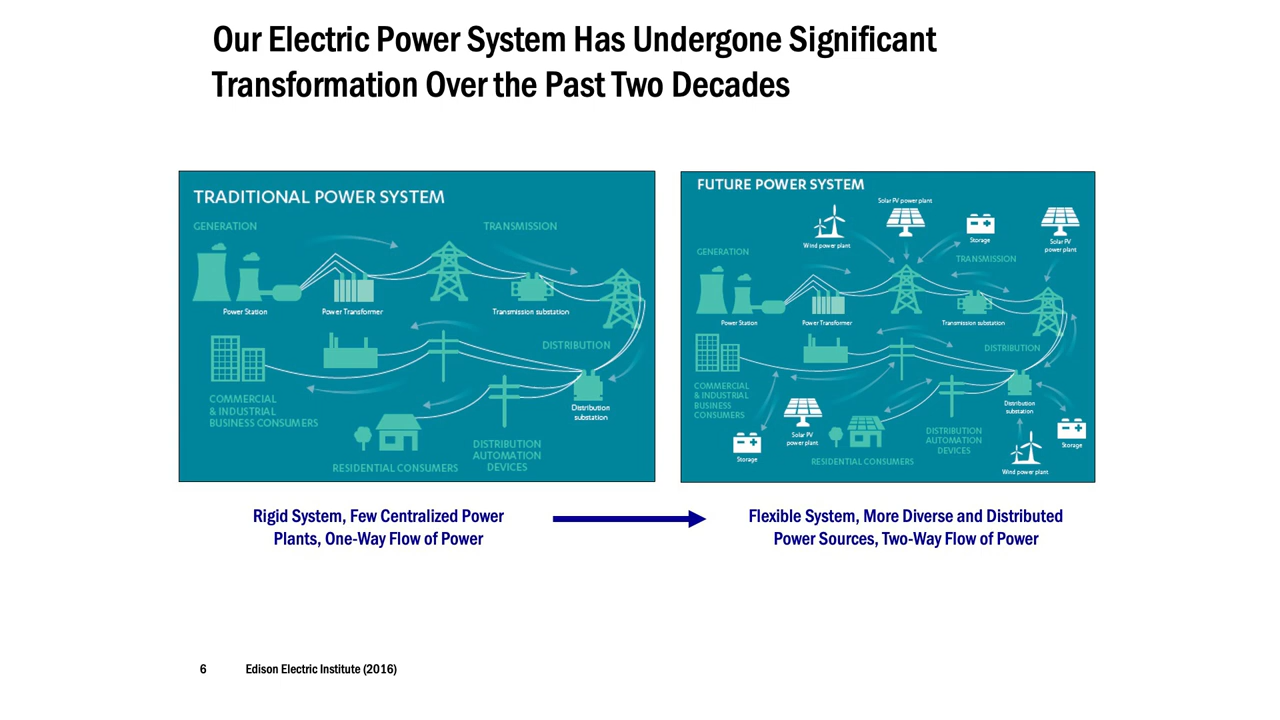 Our Electric Power System Has Undergone Significant
Transformation Over the Past Two Decades
TRADITIONAL POWER SYSTEM
GENERATION
TRANSMISSION
Power Station
Power Transformer
Transmission substation
DISTRIBUTION
COMMERCIAL
& INDUSTRIAL
BUSINESS CONSUMERS
Distribution
substation
DISTRIBUTION
AUTOMATION
DEVICES
RESIDENTIAL CONSUMERS
FUTURE POWER SYSTEM
Solar PV power plant
Wind power plant
Storage
Solar PV
power plant
GENERATION
TRANSMISSION
Power Station
Power Transformer
Transmission substation
DISTRIBUTION
COMMERCIAL
& INDUSTRIAL
BUSINESS
CONSUMERS
Distribution
substation
Solar PV
power plant
Storage
DISTRIBUTION
AUTOMATION
DEVICES
Storage
RESIDENTIAL CONSUMERS
Wind power plant
Rigid System, Few Centralized Power
Plants, One-Way Flow of Power
Flexible System, More Diverse and Distributed
Power Sources, Two-Way Flow of Power
6 Edison Electric Institute (2016)